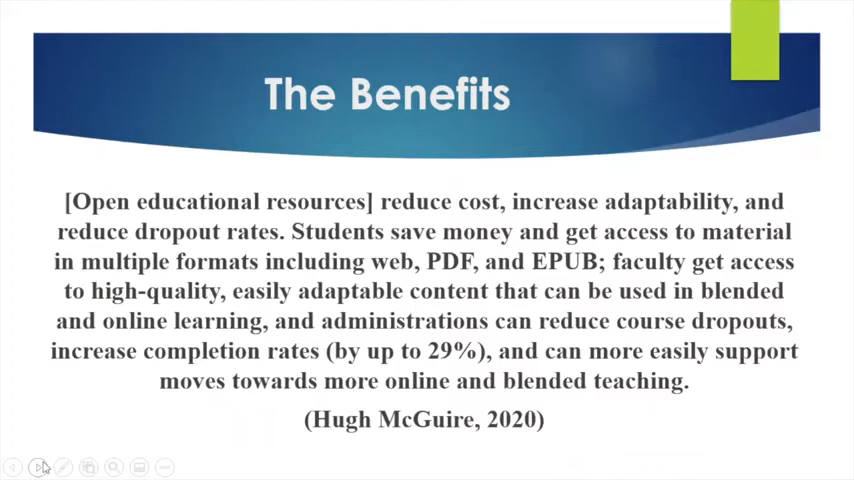 The Benefits
[Open educational resources] reduce cost, increase adaptability, and
reduce dropout rates. Students save money and get access to material
in multiple formats including web, PDF, and EPUB; faculty get access
to high-quality, easily adaptable content that can be used in blended
and online learning, and administrations can reduce course dropouts,
increase completion rates (by up to 29%), and can more easily support
moves towards more online and blended teaching.
(Hugh McGuire, 2020)